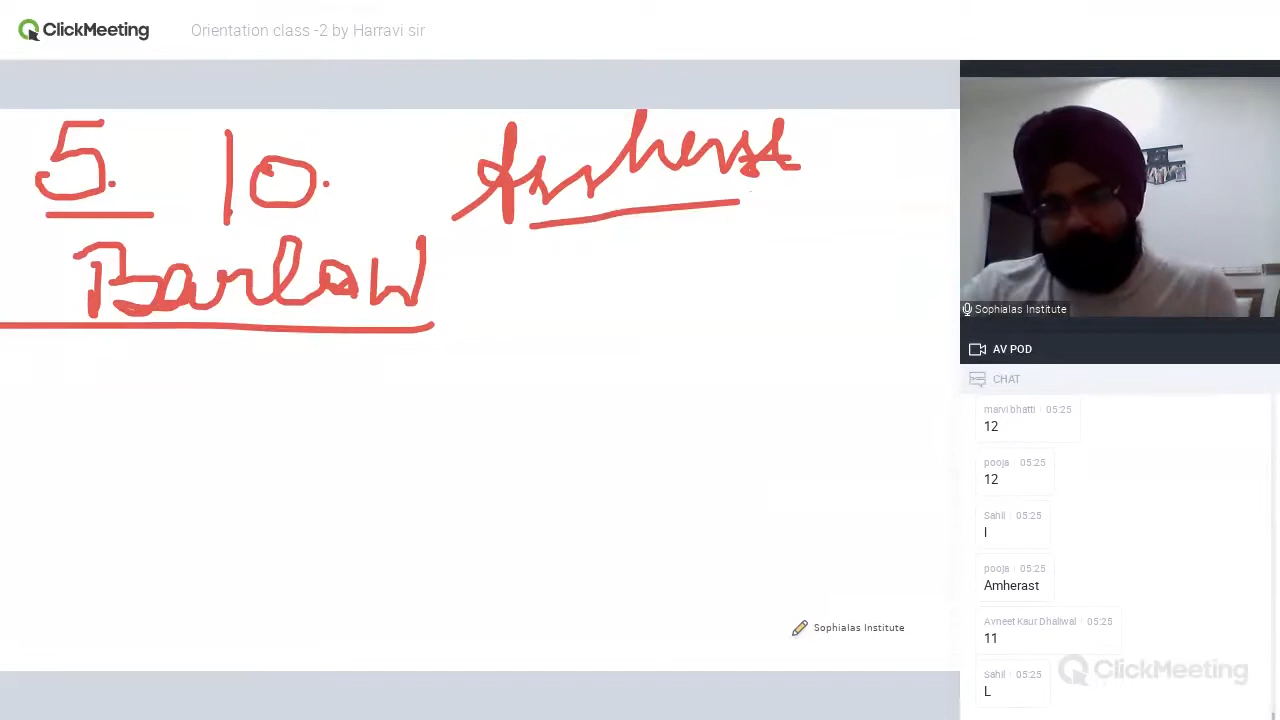 ClickMeeting
Orientation class -2 by Harravi sir
5. 10. Amherst
Barlow
Sophialas Institute
Sophialas Institute
AV POD
CHAT
marvi bhatti 05:25
12
pooja 05:25
12
Sahil 05:25
I
pooja 05:25
Amherast
Avneet Kaur Dhaliwal 05:25
11
Sahil 05:25
L
ClickMeeting